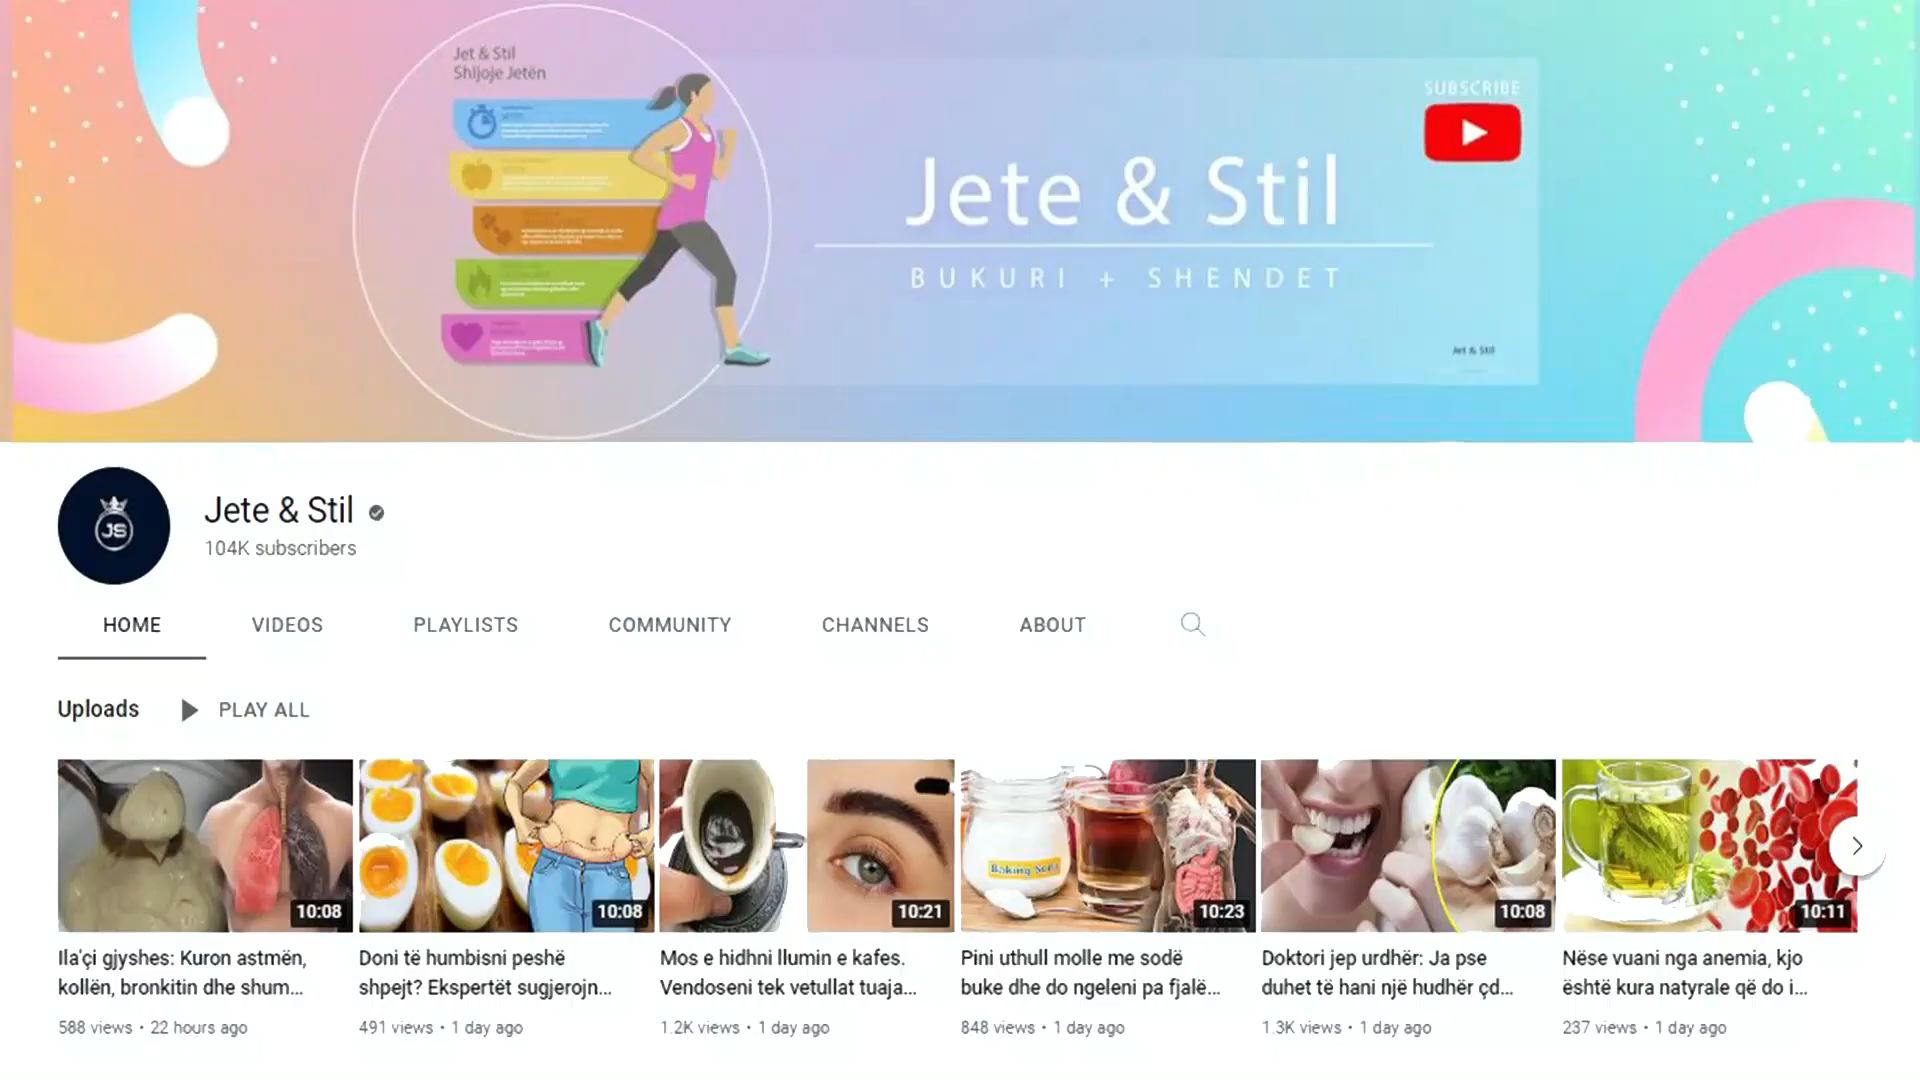 Jet & Stil
Shijoje Jetën
SUBSCRIBE
Jete & Stil
BUKURI + SHENDET
Jet & Stil
JS
Jete & Stil
104K subscribers
HOME VIDEOS PLAYLISTS COMMUNITY CHANNELS ABOUT
Uploads PLAY ALL
Baking Soda
10:08 10:08 10:21 10:23 10:08 10:11
Ila'çi gjyshes: Kuron astmën,
kollën, bronkitin dhe shum...
588 views • 22 hours ago
Doni të humbisni peshë
shpejt? Ekspertët sugjerojn...
491 views • 1 day ago
Mos e hidhni llumin e kafes.
Vendoseni tek vetullat tuaja...
1.2K views • 1 day ago
Pini uthull molle me sodë
buke dhe do ngeleni pa fjalë...
848 views • 1 day ago
Doktori jep urdhër: Ja pse
duhet të hani një hudhër çd...
1.3K views • 1 day ago
Nëse vuani nga anemia, kjo
është kura natyrale që do i...
237 views • 1 day ago